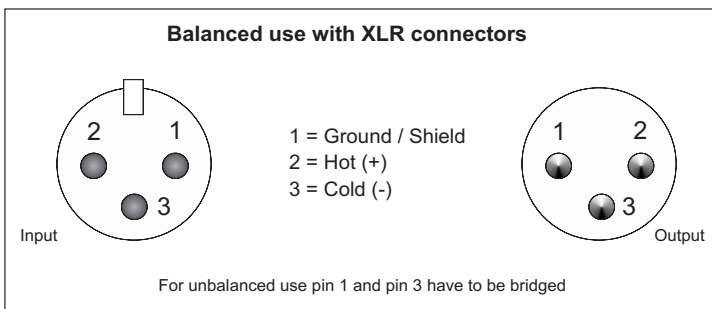 Balanced use with XLR connectors
2 1
3
Input
1 = Ground / Shield
2 = Hot (+)
3 = Cold (-)
1 2
3
Output
For unbalanced use pin 1 and pin 3 have to be bridged